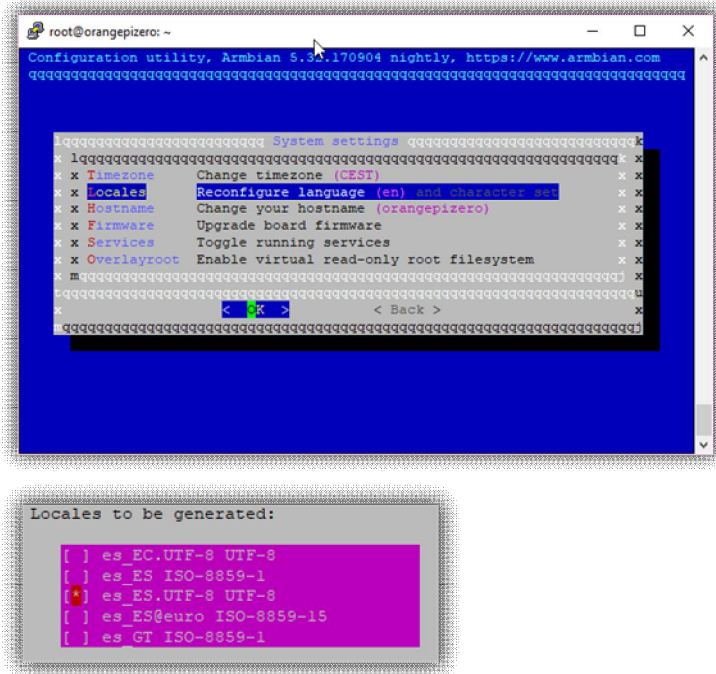 root@orangepizero: ~
Configuration utility, Armbian 5.32.170904 nightly, https://www.armbian.com
System settings
Timezone Change timezone (CEST)
Locales Reconfigure language (en) and character set
Hostname Change your hostname (orangepizero)
Firmware Upgrade board firmware
Services Toggle running services
Overlayroot Enable virtual read-only root filesystem
< OK > < Back >
Locales to be generated:
[ ] es_EC.UTF-8 UTF-8
[ ] es_ES ISO-8859-1
[*] es_ES.UTF-8 UTF-8
[ ] es_ES@euro ISO-8859-15
[ ] es_GT ISO-8859-1